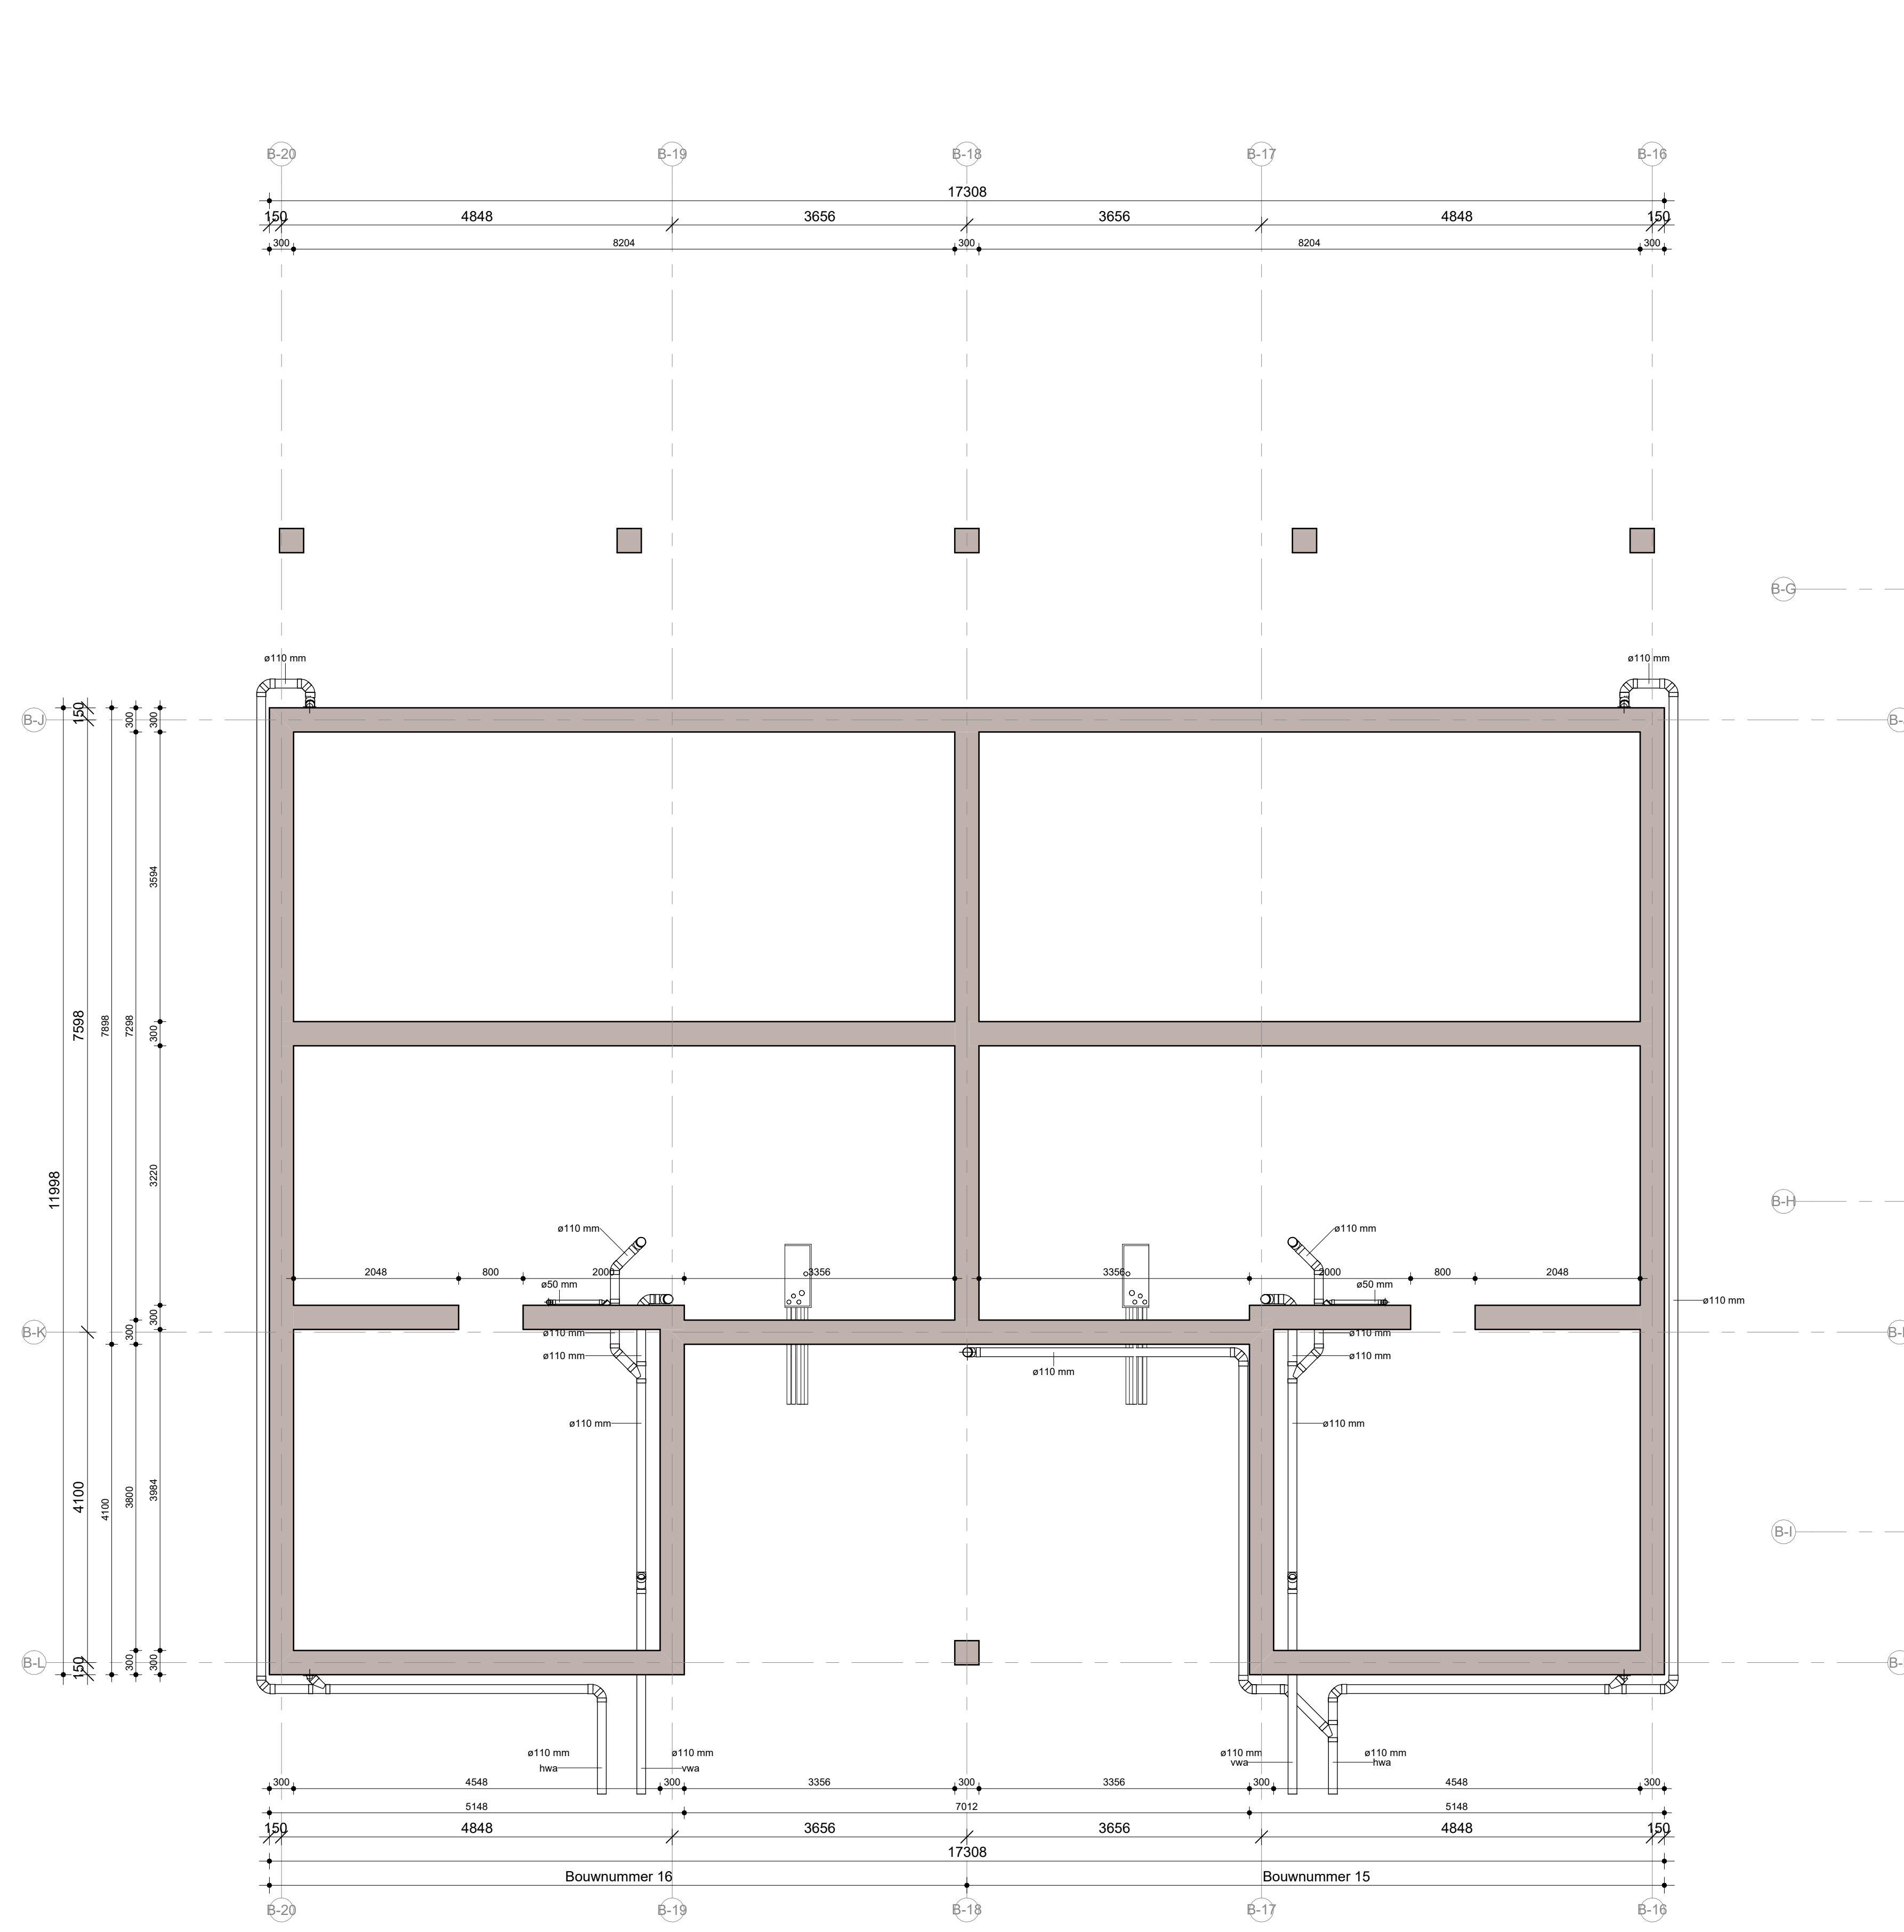 B-20 B-19 B-18 B-17 B-16
17308
150 4848 3656 3656 4848 150
300 8204 300 8204 300
B-G
ø110 mm ø110 mm
B-J
150
300
300
3594
7598
7898
7298
300
11998
3220
B-H
ø110 mm ø110 mm
2048 800 2000 3356 3356 2000 800 2048
ø50 mm ø50 mm
ø110 mm
300
300
B-K
ø110 mm ø110 mm
ø110 mm ø110 mm
ø110 mm
ø110 mm ø110 mm
4100
4100
3800
3984
B-I
B-L
150
300
300
ø110 mm ø110 mm ø110 mm ø110 mm
hwa vwa vwa hwa
300 4548 300 3356 300 3356 300 4548 300
5148 7012 5148
150 4848 3656 3656 4848 150
17308
Bouwnummer 16 Bouwnummer 15
B-20 B-19 B-18 B-17 B-16